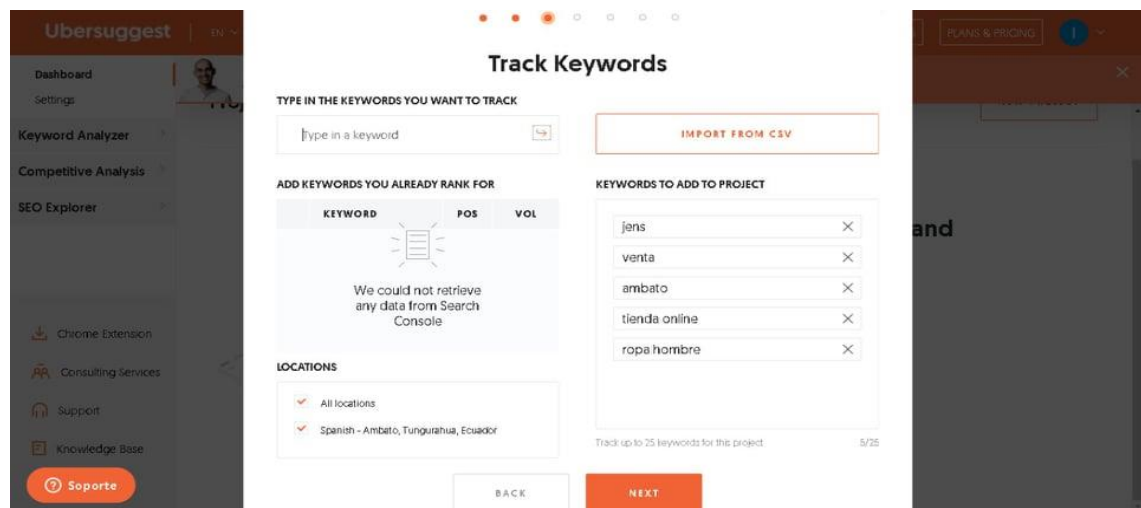 Ubersuggest
EN
PLANS & PRICING
Dashboard
Settings
Keyword Analyzer
Competitive Analysis
SEO Explorer
Chrome Extension
Consulting Services
Support
Knowledge Base
Soporte
Track Keywords
TYPE IN THE KEYWORDS YOU WANT TO TRACK
Type in a keyword
IMPORT FROM CSV
ADD KEYWORDS YOU ALREADY RANK FOR
KEYWORD POS VOL
We could not retrieve
any data from Search
Console
LOCATIONS
All locations
Spanish - Ambato, Tungurahua, Ecuador
KEYWORDS TO ADD TO PROJECT
jens
venta
ambato
tienda online
ropa hombre
Track up to 25 keywords for this project 5/25
BACK
NEXT
and